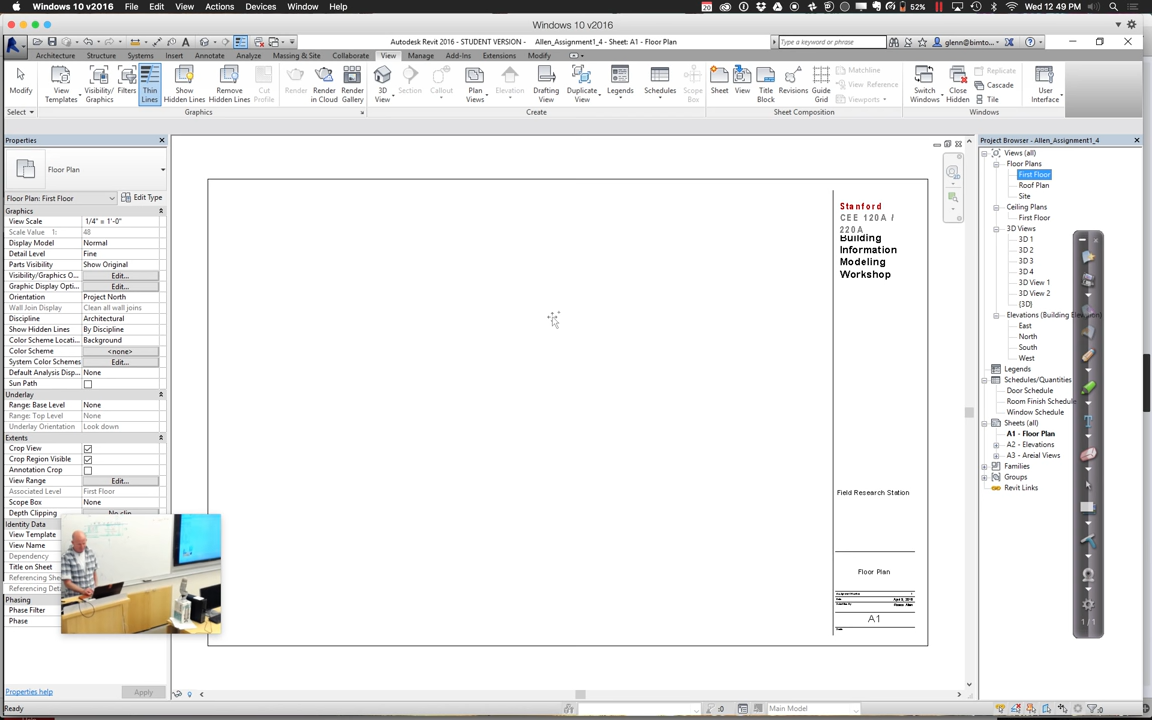 Windows 10 v2016 File Edit View Actions Devices Window Help
20 52% Wed 12:49 PM
Windows 10 v2016
Autodesk Revit 2016 - STUDENT VERSION - Allen_Assignment1_4 - Sheet: A1 - Floor Plan
Type a keyword or phrase
glenn@bimto...
Architecture Structure Systems Insert Annotate Analyze Massing & Site Collaborate View Manage Add-Ins Extensions Modify
Modify
View Templates
Visibility/ Graphics
Filters
Thin Lines
Show Hidden Lines
Remove Hidden Lines
Cut Profile
Render
Render in Cloud
Render Gallery
3D View
Section
Callout
Plan Views
Elevation
Drafting View
Duplicate View
Legends
Schedules
Scope Box
Sheet
View
Title Block
Revisions
Guide Grid
Matchline
View Reference
Viewports
Switch Windows
Close Hidden
Replicate
Cascade
Tile
User Interface
Select
Graphics
Create
Sheet Composition
Windows
Properties
Floor Plan
Floor Plan: First Floor
Edit Type
Graphics
View Scale 1/4" = 1'-0"
Scale Value 1: 48
Display Model Normal
Detail Level Fine
Parts Visibility Show Original
Visibility/Graphics O... Edit...
Graphic Display Opti... Edit...
Orientation Project North
Wall Join Display Clean all wall joins
Discipline Architectural
Show Hidden Lines By Discipline
Color Scheme Locati... Background
Color Scheme <none>
System Color Schemes Edit...
Default Analysis Disp... None
Sun Path
Underlay
Range: Base Level None
Range: Top Level None
Underlay Orientation Look down
Extents
Crop View
Crop Region Visible
Annotation Crop
View Range Edit...
Associated Level First Floor
Scope Box None
Depth Clipping No clip
Identity Data
View Template
View Name
Dependency
Title on Sheet
Referencing She
Referencing Det
Phasing
Phase Filter
Phase
Properties help
Apply
Stanford
CEE 120A /
220A
Building
Information
Modeling
Workshop
Field Research Station
Floor Plan
A1
Project Browser - Allen_Assignment1_4
Views (all)
Floor Plans
First Floor
Roof Plan
Site
Ceiling Plans
First Floor
3D Views
3D 1
3D 2
3D 3
3D 4
3D View 1
3D View 2
{3D}
Elevations (Building Elevation)
East
North
South
West
Legends
Schedules/Quantities
Door Schedule
Room Finish Schedule
Window Schedule
Sheets (all)
A1 - Floor Plan
A2 - Elevations
A3 - Areial Views
Families
Groups
Revit Links
1 / 1
Ready
:0
Main Model
:0